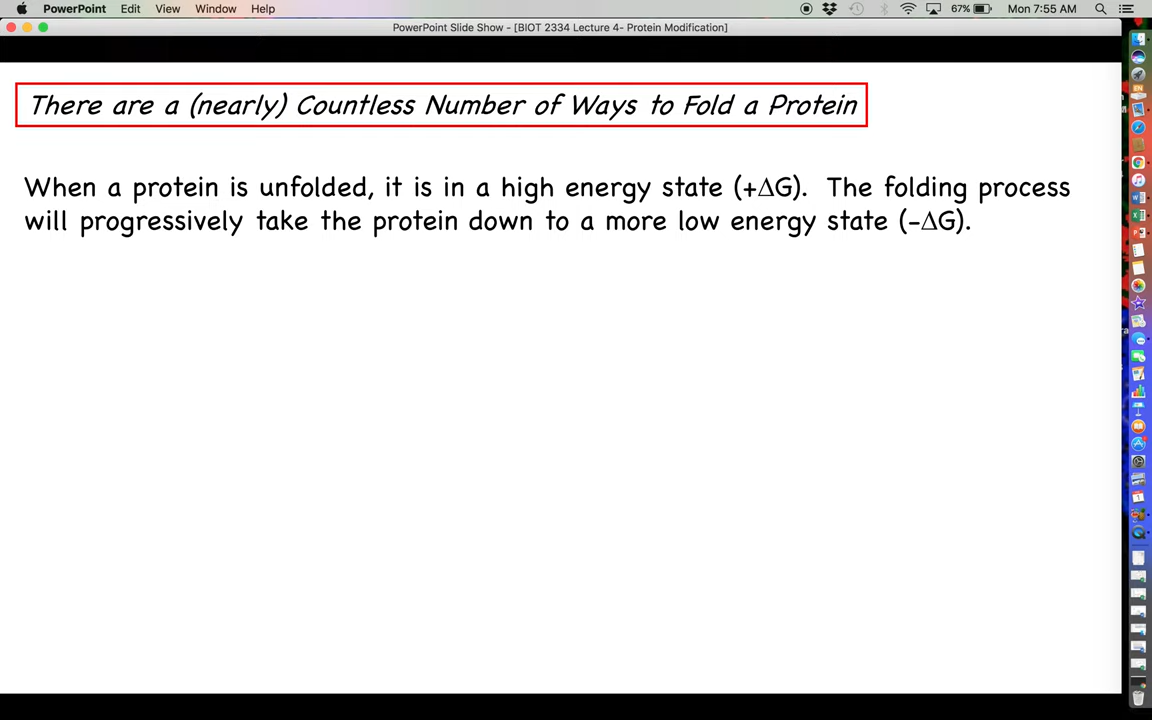 PowerPoint Edit View Window Help 67% Mon 7:55 AM
PowerPoint Slide Show - [BIOT 2334 Lecture 4- Protein Modification]
There are a (nearly) Countless Number of Ways to Fold a Protein
When a protein is unfolded, it is in a high energy state (+ΔG). The folding process
will progressively take the protein down to a more low energy state (-ΔG).